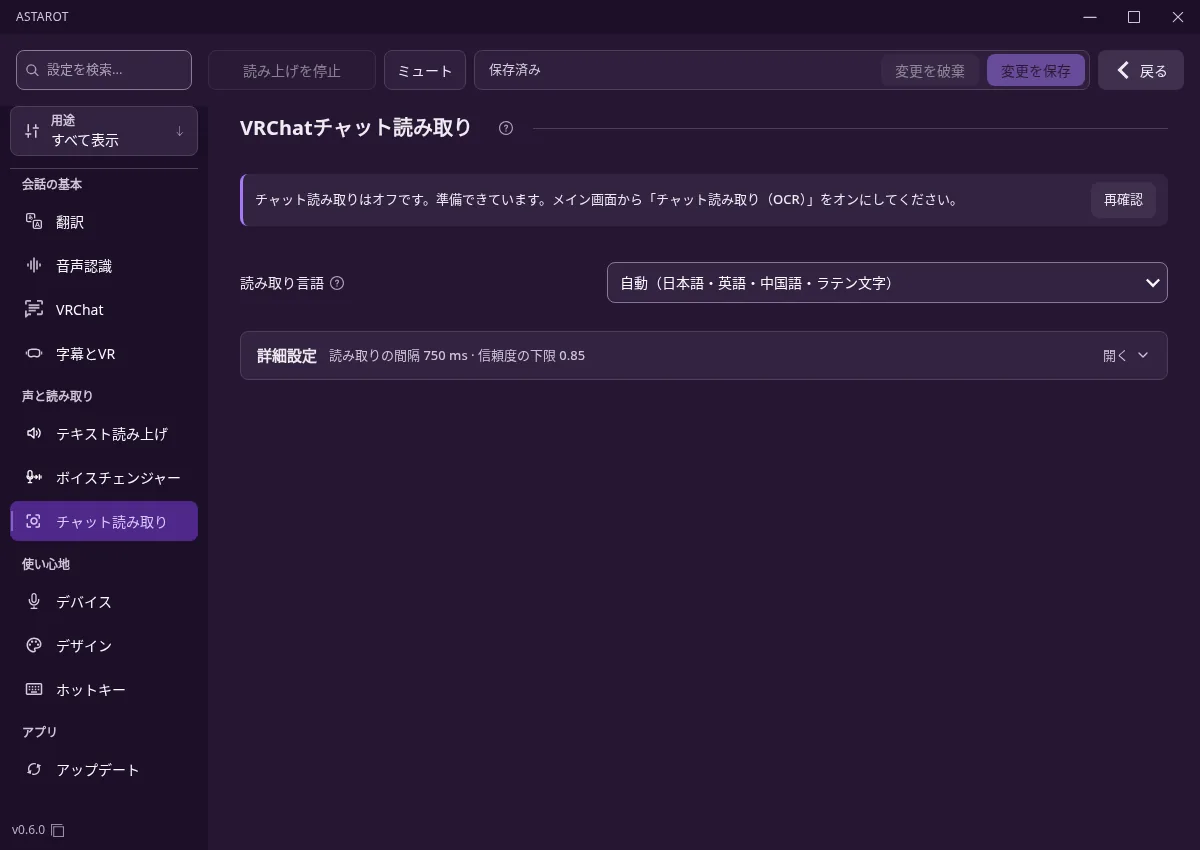 ASTAROT
設定を検索...
読み上げを停止
ミュート
保存済み
変更を破棄
変更を保存
戻る
用途
すべて表示
会話の基本
翻訳
音声認識
VRChat
字幕とVR
声と読み取り
テキスト読み上げ
ボイスチェンジャー
チャット読み取り
使い心地
デバイス
デザイン
ホットキー
アプリ
アップデート
v0.6.0
VRChatチャット読み取り
チャット読み取りはオフです。準備できています。メイン画面から「チャット読み取り（OCR）」をオンにしてください。
再確認
読み取り言語
自動（日本語・英語・中国語・ラテン文字）
詳細設定 読み取りの間隔 750 ms · 信頼度の下限 0.85
開く